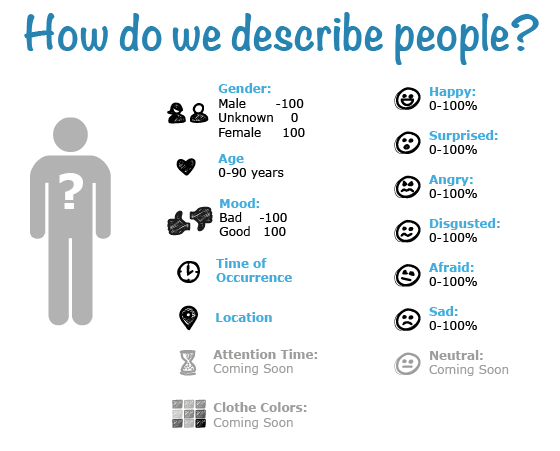 How do we describe people?
?
Gender:
Male -100
Unknown 0
Female 100
Age
0-90 years
Mood:
Bad -100
Good 100
Time of
Occurrence
Location
Attention Time:
Coming Soon
Clothe Colors:
Coming Soon
Happy:
0-100%
Surprised:
0-100%
Angry:
0-100%
Disgusted:
0-100%
Afraid:
0-100%
Sad:
0-100%
Neutral:
Coming Soon